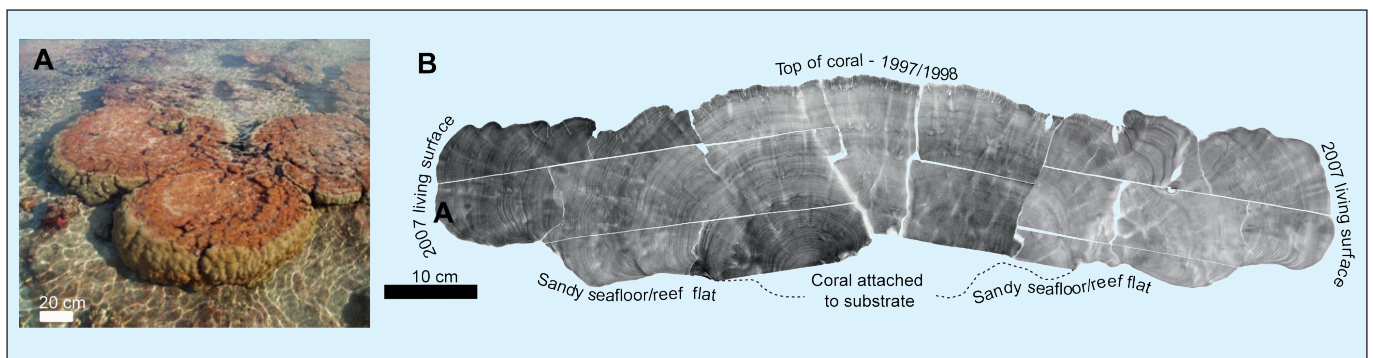 A
20 cm
B
Top of coral - 1997/1998
2007 living surface
A
10 cm
Sandy seafloor/reef flat
Coral attached
to substrate
Sandy seafloor/reef flat
2007 living surface